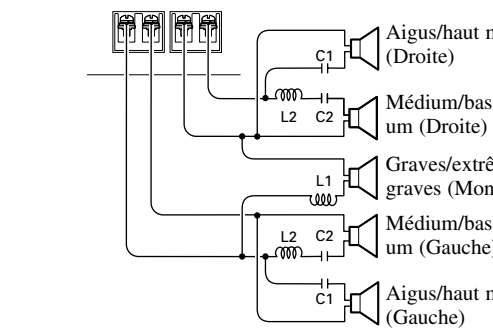 Aigus/haut
(Droite)
C1
L2 C2
Médium/bas
um (Droite)
L1
Graves/extrê
graves (Mon
L2 C2
Médium/bas
um (Gauche)
C1
Aigus/haut
(Gauche)